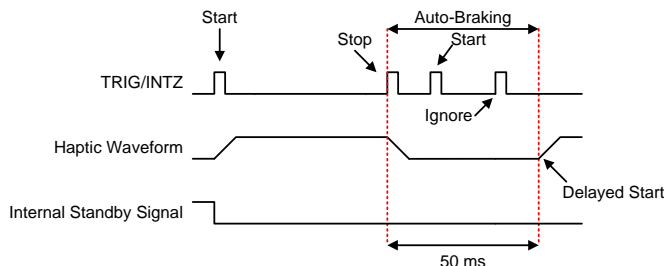 Start
Auto-Braking
Stop
Start
TRIG/INTZ
Ignore
Haptic Waveform
Delayed Start
Internal Standby Signal
50 ms